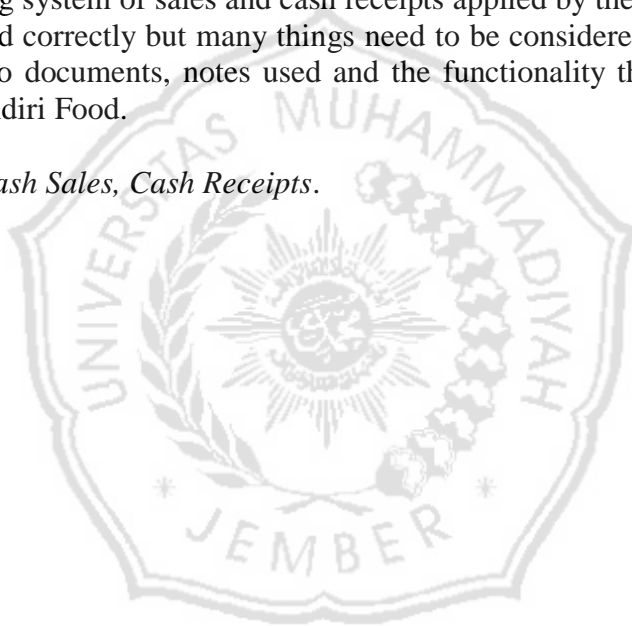 g system of sales and cash receipts applied by the
d correctly but many things need to be considere
o documents, notes used and the functionality th
diri Food.
ash Sales, Cash Receipts.
UNIVERSITAS MUHAMMADIYAH
JEMBER